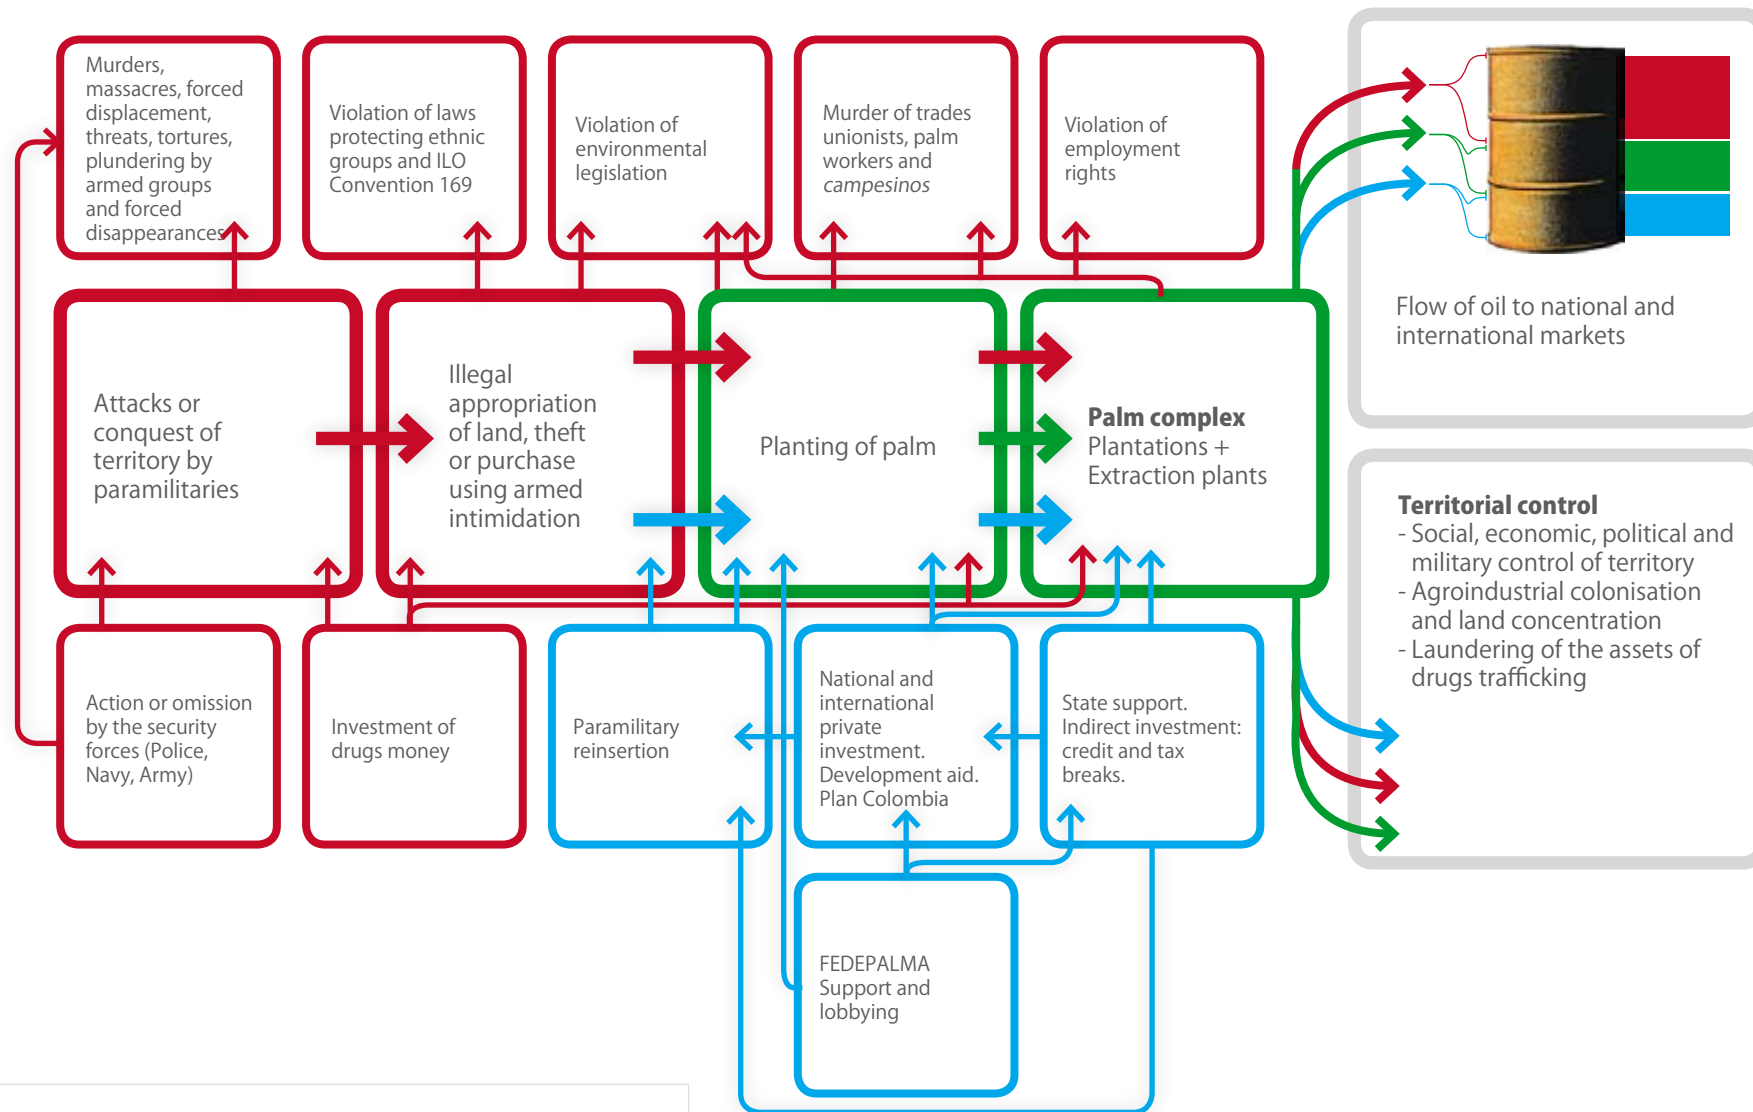 Murders,
massacres, forced
displacement,
threats, tortures,
plundering by
armed groups
and forced
disappearances
Violation of laws
protecting ethnic
groups and ILO
Convention 169
Violation of
environmental
legislation
Murder of trades
unionists, palm
workers and
campesinos
Violation of
employment
rights
Flow of oil to national and
international markets
Attacks or
conquest of
territory by
paramilitaries
Illegal
appropriation
of land, theft
or purchase
using armed
intimidation
Planting of palm
Palm complex
Plantations +
Extraction plants
Territorial control
- Social, economic, political and
military control of territory
- Agroindustrial colonisation
and land concentration
- Laundering of the assets of
drugs trafficking
Action or omission
by the security
forces (Police,
Navy, Army)
Investment of
drugs money
Paramilitary
reinsertion
National and
international
private
investment.
Development aid.
Plan Colombia
State support.
Indirect investment:
credit and tax
breaks.
FEDEPALMA
Support and
lobbying